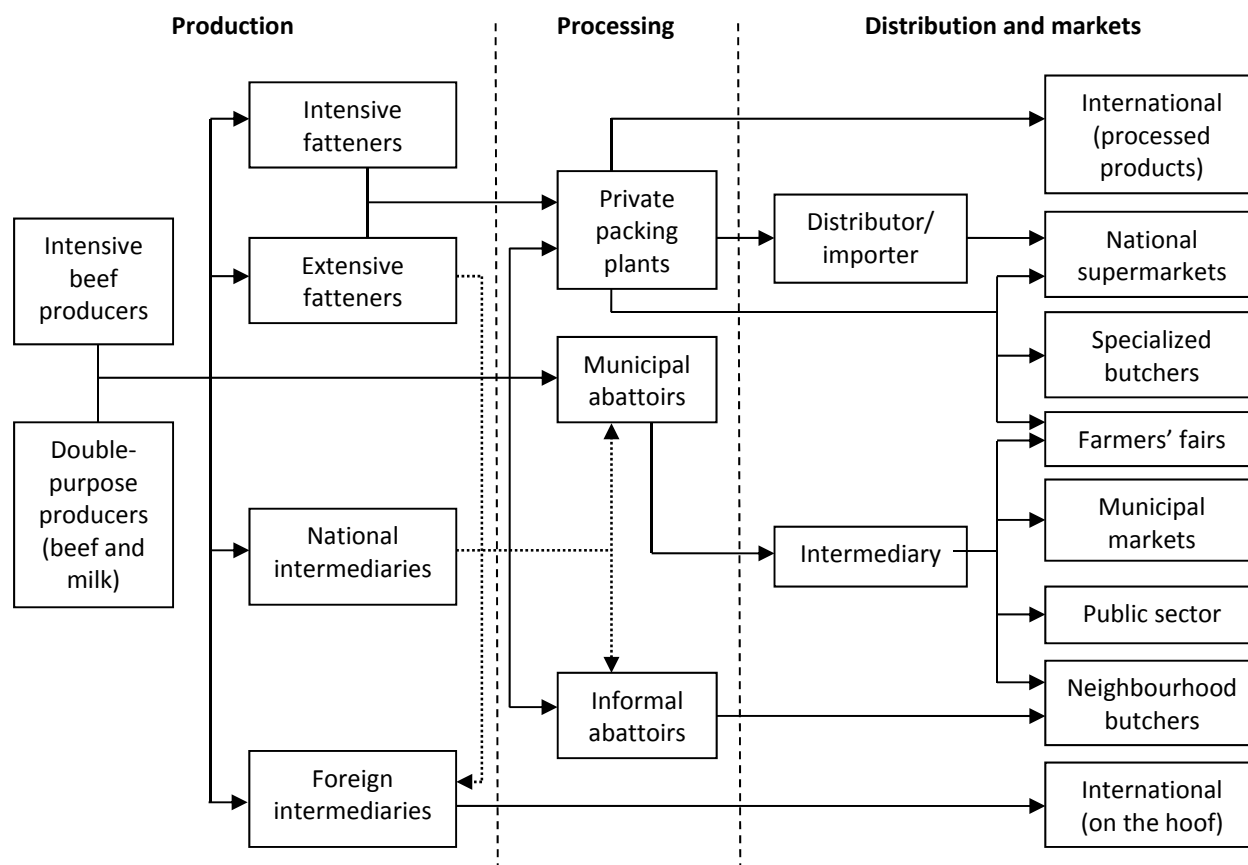 Production
Processing
Distribution and markets
Intensive
fatteners
International
(processed
products)
Private
packing
plants
Intensive
beef
producers
Extensive
fatteners
Distributor/
importer
National
supermarkets
Municipal
abattoirs
Specialized
butchers
Farmers’ fairs
Double-
purpose
producers
(beef and
milk)
National
intermediaries
Intermediary
Municipal
markets
Public sector
Informal
abattoirs
Neighbourhood
butchers
Foreign
intermediaries
International
(on the hoof)